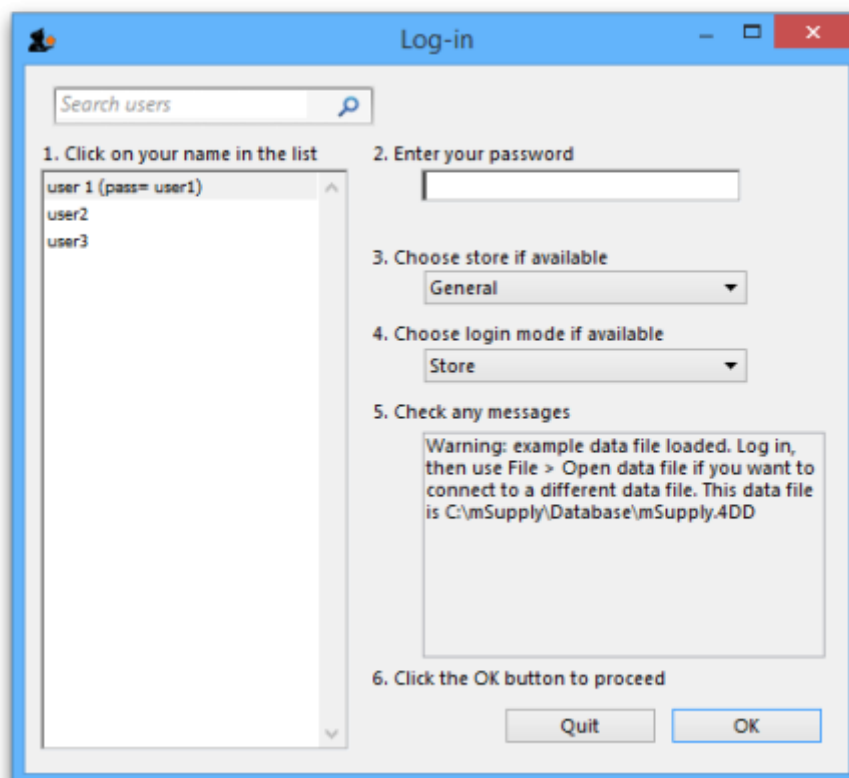 Log-in
Search users
1. Click on your name in the list
user 1 (pass= user1)
user2
user3
2. Enter your password
3. Choose store if available
General
4. Choose login mode if available
Store
5. Check any messages
Warning: example data file loaded. Log in,
then use File > Open data file if you want to
connect to a different data file. This data file
is C:\mSupply\Database\mSupply.4DD
6. Click the OK button to proceed
Quit
OK